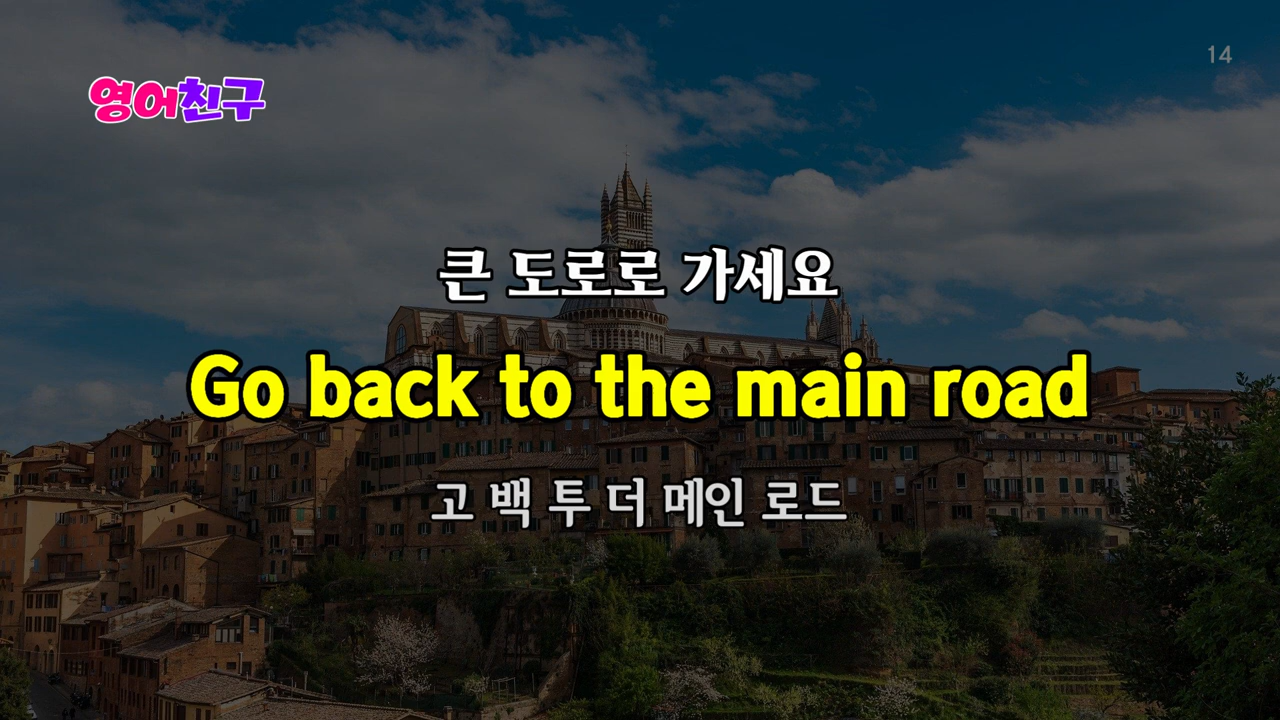 14
영어친구
큰 도로로 가세요
Go back to the main road
고 백 투 더 메인 로드